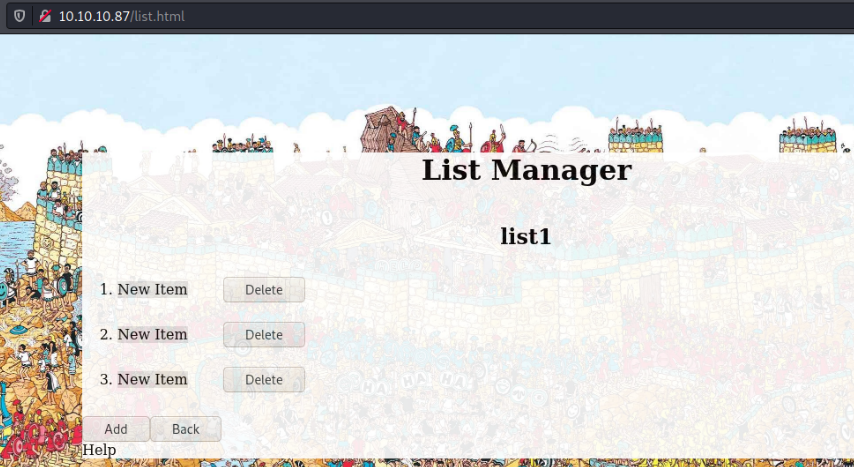 10.10.10.87/list.html
List Manager
list1
1. New Item Delete
2. New Item Delete
3. New Item Delete
Add Back
Help